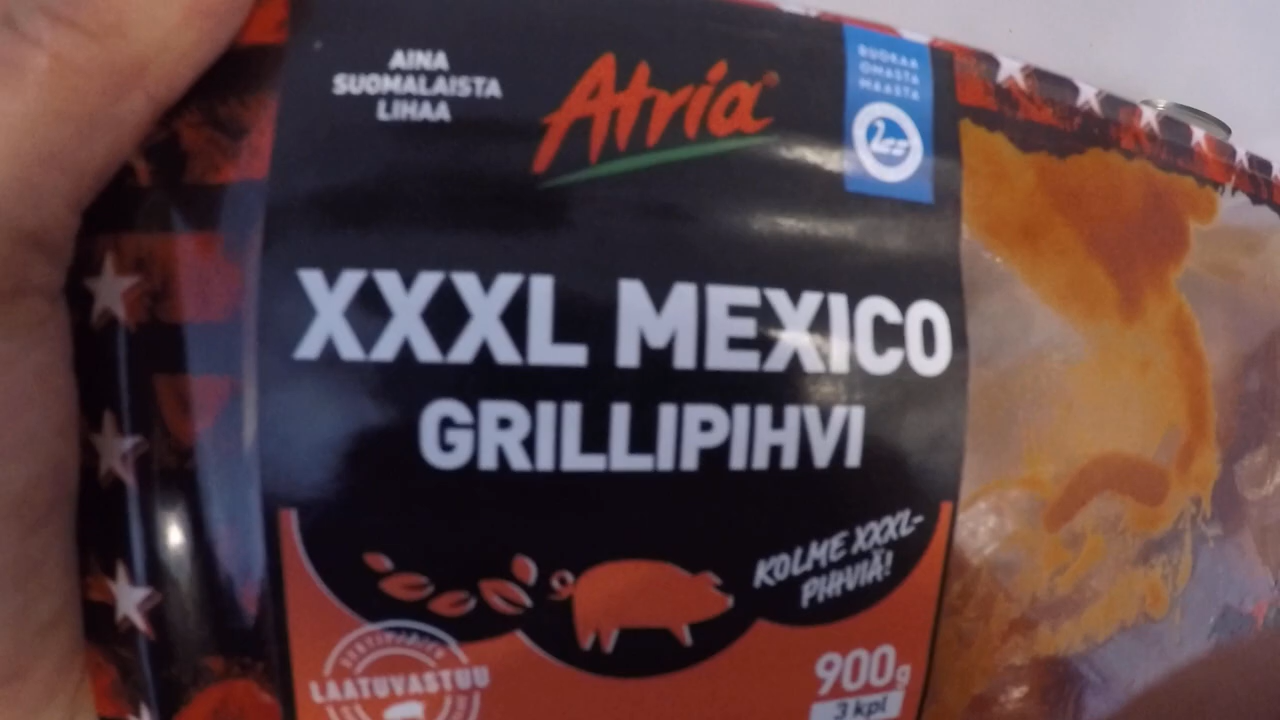 AINA
SUOMALAISTA
LIHAA
Atria
RUOKAA
OMASTA
MAASTA
XXXL MEXICO
GRILLIPIHVI
KOLME XXXL-
PIHVIÄ!
LAATUVASTUU
900g
3 kpl